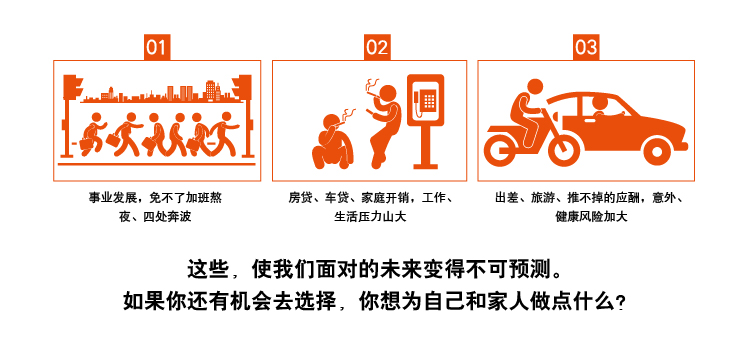 01
02
03
事业发展，免不了加班熬
夜、四处奔波
房贷、车贷、家庭开销，工作、
生活压力山大
出差、旅游、推不掉的应酬，意外、
健康风险加大
这些，使我们面对的未来变得不可预测。
如果你还有机会去选择，你想为自己和家人做点什么?